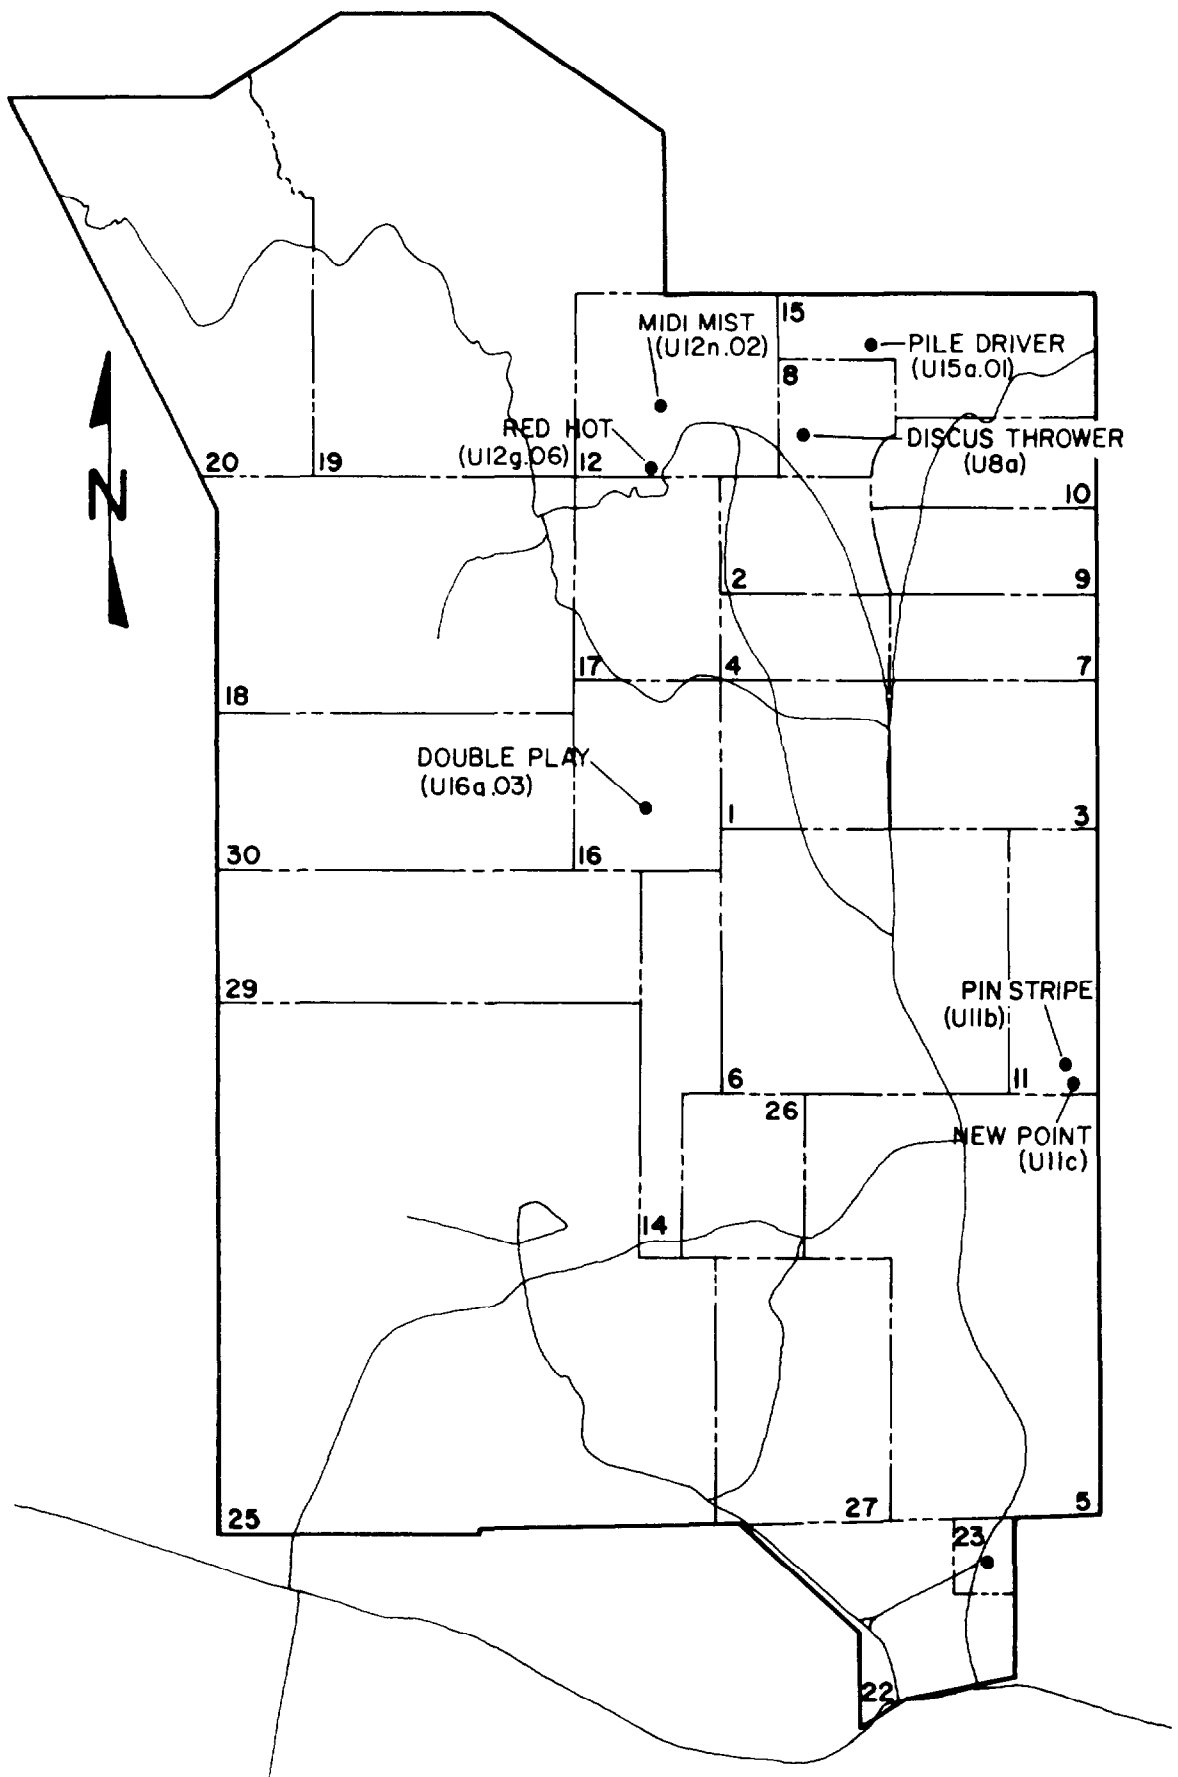 15
MIDI MIST
(U12n.02)
PILE DRIVER
(U15a.01)
8
RED HOT
(U12g.06)
DISCUS THROWER
(U8a)
20
19
12
N
10
2
9
17
4
7
18
DOUBLE PLAY
(U16a.03)
1
3
30
16
29
PIN STRIPE
(U11b)
6
11
26
NEW POINT
(U11c)
14
25
27
5
23
22